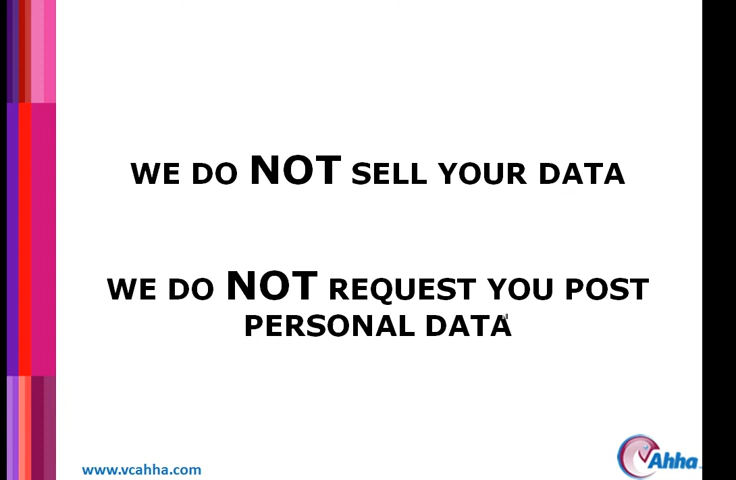 WE DO NOT SELL YOUR DATA
WE DO NOT REQUEST YOU POST
PERSONAL DATA
www.vcahha.com
Ahha